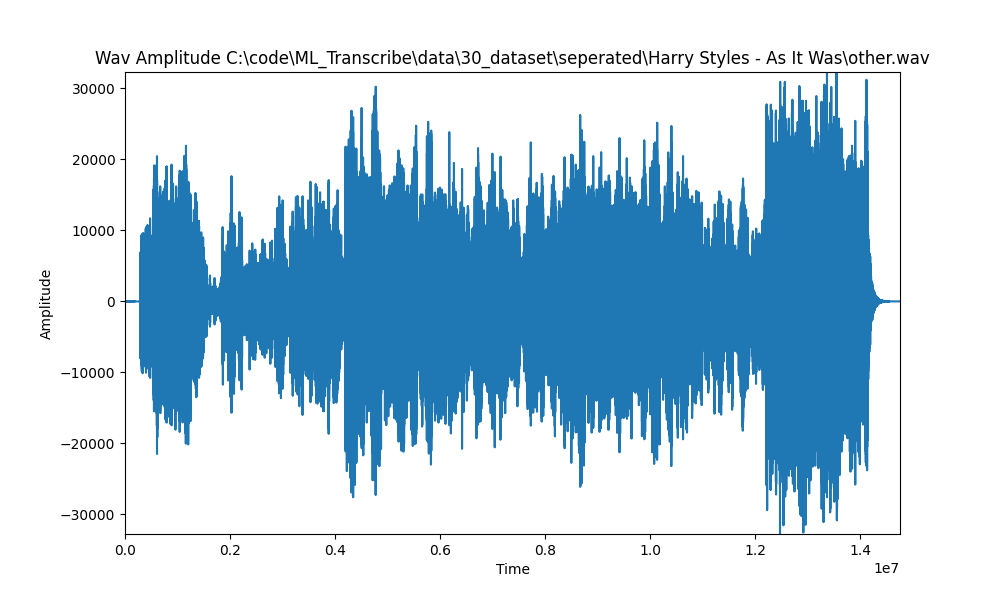 Wav Amplitude C:\code\ML_Transcribe\data\30_dataset\seperated\Harry Styles - As It Was\other.wav
30000
20000
10000
0
−10000
−20000
−30000
Amplitude
0.0 0.2 0.4 0.6 0.8 1.0 1.2 1.4
1e7
Time